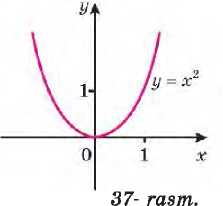 y
1
y = x²
0 1 x
37- rasm.